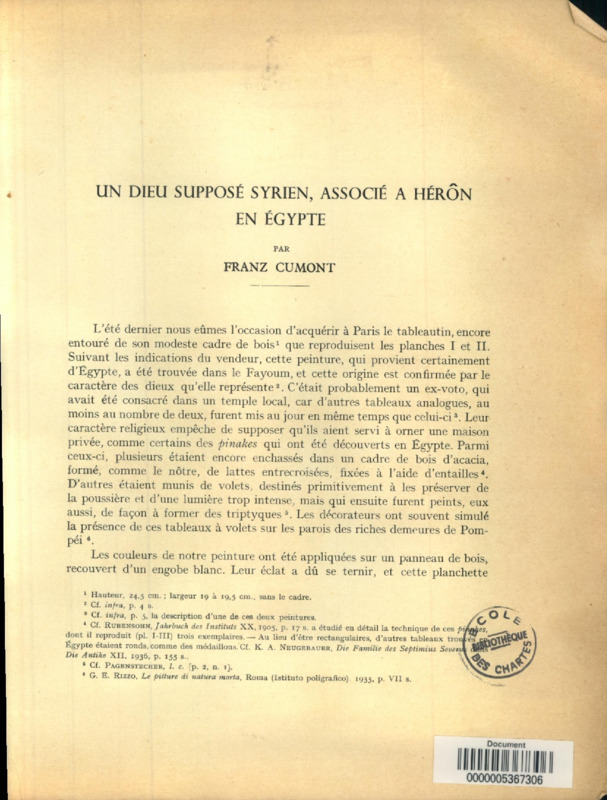 UN DIEU SUPPOSÉ SYRIEN, ASSOCIÉ A HÉRÔN
EN ÉGYPTE
PAR
FRANZ CUMONT
L'été dernier nous eûmes l'occasion d'acquérir à Paris le tableautin, encore
entouré de son modeste cadre de bois¹ que reproduisent les planches I et II.
Suivant les indications du vendeur, cette peinture, qui provient certainement
d'Égypte, a été trouvée dans le Fayoum, et cette origine est confirmée par le
caractère des dieux qu'elle représente². C'était probablement un ex-voto, qui
avait été consacré dans un temple local, car d'autres tableaux analogues, au
moins au nombre de deux, furent mis au jour en même temps que celui-ci³. Leur
caractère religieux empêche de supposer qu'ils aient servi à orner une maison
privée, comme certains des pinakes qui ont été découverts en Égypte. Parmi
ceux-ci, plusieurs étaient encore enchassés dans un cadre de bois d'acacia,
formé, comme le nôtre, de lattes entrecroisées, fixées à l'aide d'entailles⁴.
D'autres étaient munis de volets, destinés primitivement à les préserver de
la poussière et d'une lumière trop intense, mais qui ensuite furent peints, eux
aussi, de façon à former des triptyques⁵. Les décorateurs ont souvent simulé
la présence de ces tableaux à volets sur les parois des riches demeures de Pom-
péi⁶.
Les couleurs de notre peinture ont été appliquées sur un panneau de bois,
recouvert d'un engobe blanc. Leur éclat a dû se ternir, et cette planchette
¹ Hauteur, 24,5 cm. ; largeur 19 à 19,5 cm., sans le cadre.
² Cf. infra, p. 4 s.
³ Cf. infra, p. 5, la description d'une de ces deux peintures.
⁴ Cf. RUBENSOHN, Jahrbuch des Instituts XX, 1905, p. 17 s. a étudié en détail la technique de ces pinakes,
dont il reproduit (pl. I-III) trois exemplaires. — Au lieu d'être rectangulaires, d'autres tableaux trouvés
Égypte étaient ronds, comme des médaillons. Cf. K. A. NEUGEBAUER, Die Familie des Septimius Severus
Die Antike XII, 1936, p. 155 s..
⁵ Cf. PAGENSTECHER, l. c. [p. 2, n. 1].
⁶ G. E. RIZZO, Le pitture di natura morta, Roma (Istituto poligrafico) 1935, p. VII s.
ÉCOLE
BIBLIOTHÈQUE
DES CHARTES
Document
0000005367306